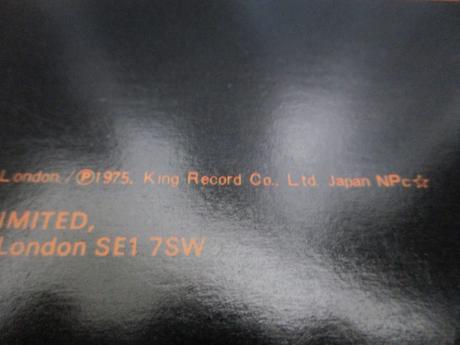 London./℗1975, King Record Co., Ltd. Japan NPc☆
IMITED,
London SE1 7SW